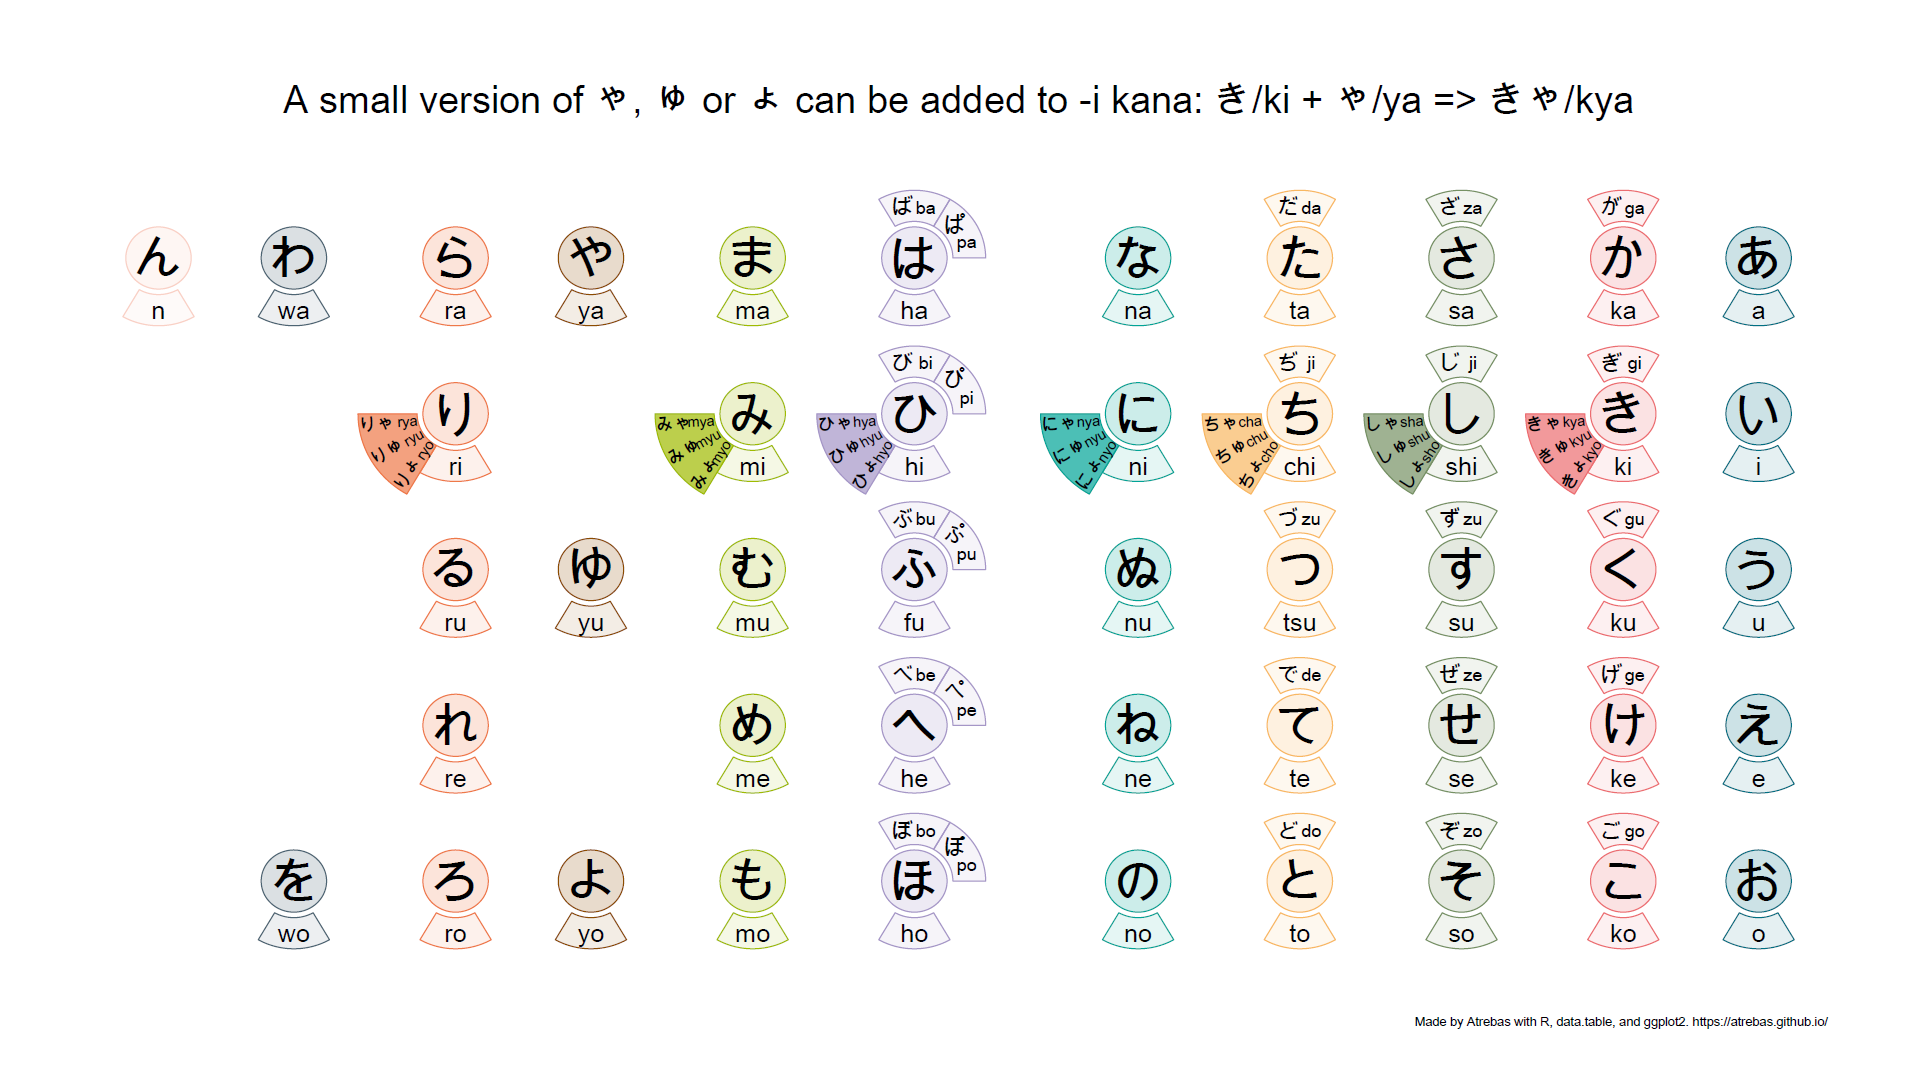 A small version of ゃ, ゅ or ょ can be added to -i kana: き/ki + ゃ/ya => きゃ/kya
ば ba ぱ pa だ da ざ za が ga
ん わ ら や ま は な た さ か あ
n wa ra ya ma ha na ta sa ka a
び bi ぴ pi ぢ ji じ ji ぎ gi
り み ひ に ち し き い
りゃ rya みゃ mya ひゃ hya にゃ nya ちゃ cha しゃ sha きゃ kya
りゅ ryu みゅ myu ひゅ hyu にゅ nyu ちゅ chu しゅ shu きゅ kyu
りょ ryo みょ myo ひょ hyo にょ nyo ちょ cho しょ sho きょ kyo
ri mi hi ni chi shi ki i
ぶ bu ぷ pu づ zu ず zu ぐ gu
る ゆ む ふ ぬ つ す く う
ru yu mu fu nu tsu su ku u
べ be ぺ pe で de ぜ ze げ ge
れ め へ ね て せ け え
re me he ne te se ke e
ぼ bo ぽ po ど do ぞ zo ご go
を ろ よ も ほ の と そ こ お
wo ro yo mo ho no to so ko o
Made by Atrebas with R, data.table, and ggplot2. https://atrebas.github.io/